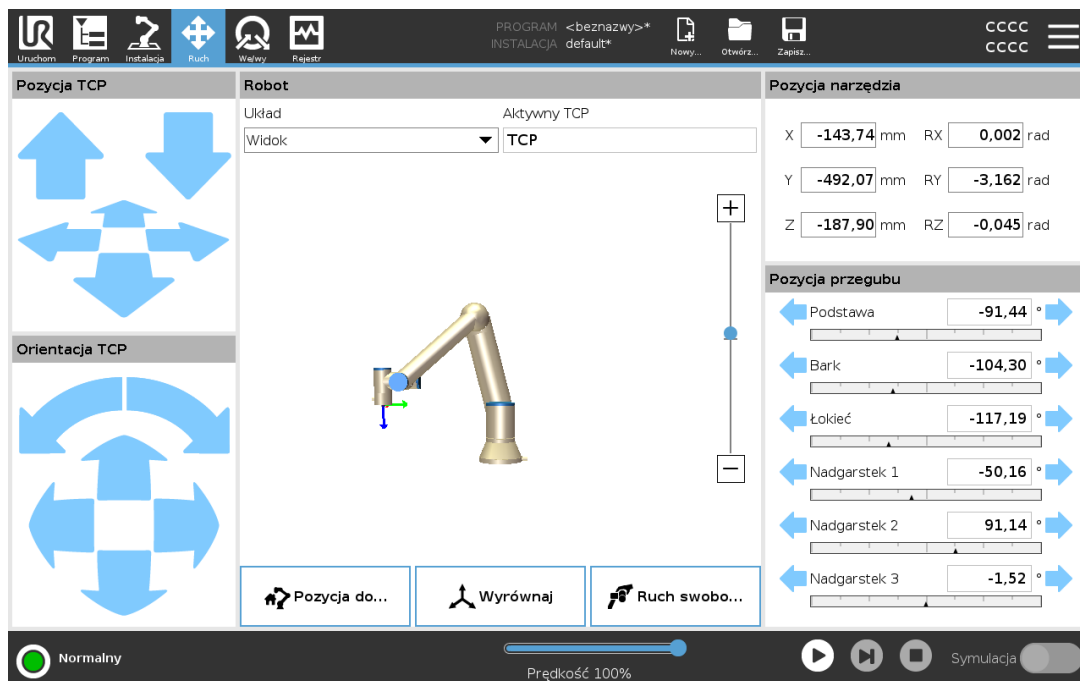 PROGRAM <beznazwy>*
INSTALACJA default*
CCCC
CCCC
Uruchom Program Instalacja Ruch We/wy Rejestr Nowy... Otwórz... Zapisz...
Pozycja TCP
Orientacja TCP
Robot
Układ Aktywny TCP
Widok TCP
+
−
Pozycja do... Wyrównaj Ruch swobo...
Pozycja narzędzia
X -143,74 mm RX 0,002 rad
Y -492,07 mm RY -3,162 rad
Z -187,90 mm RZ -0,045 rad
Pozycja przegubu
Podstawa -91,44 °
Bark -104,30 °
Łokieć -117,19 °
Nadgarstek 1 -50,16 °
Nadgarstek 2 91,14 °
Nadgarstek 3 -1,52 °
Normalny
Prędkość 100%
Symulacja